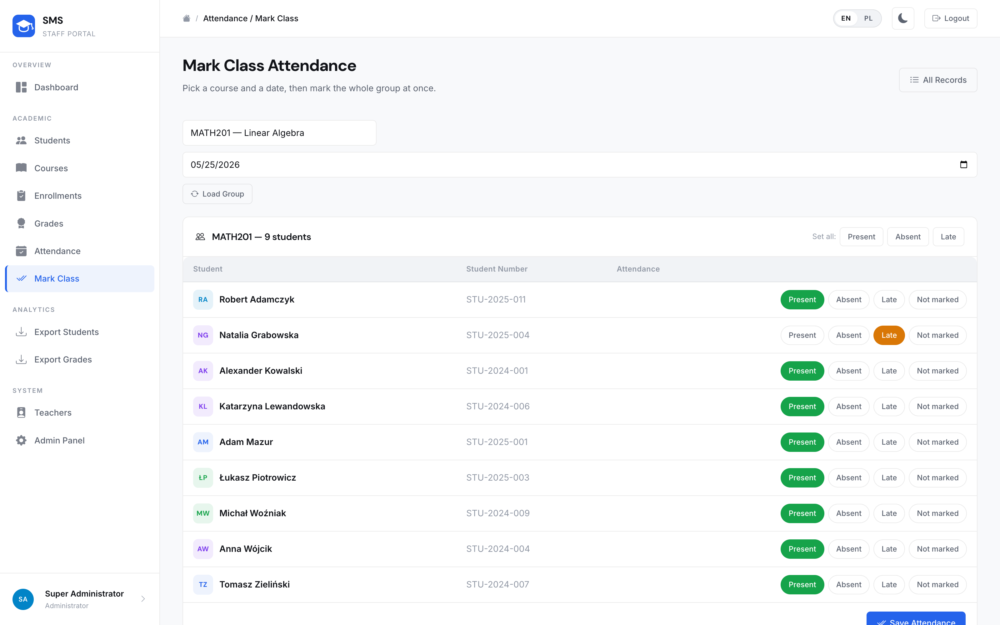 SMS
STAFF PORTAL
OVERVIEW
Dashboard
ACADEMIC
Students
Courses
Enrollments
Grades
Attendance
Mark Class
ANALYTICS
Export Students
Export Grades
SYSTEM
Teachers
Admin Panel
SA
Super Administrator
Administrator
/ Attendance / Mark Class
EN PL
Logout
Mark Class Attendance
Pick a course and a date, then mark the whole group at once.
All Records
MATH201 — Linear Algebra
05/25/2026
Load Group
MATH201 — 9 students
Set all: Present Absent Late
Student Student Number Attendance
RA Robert Adamczyk STU-2025-011 Present Absent Late Not marked
NG Natalia Grabowska STU-2025-004 Present Absent Late Not marked
AK Alexander Kowalski STU-2024-001 Present Absent Late Not marked
KL Katarzyna Lewandowska STU-2024-006 Present Absent Late Not marked
AM Adam Mazur STU-2025-001 Present Absent Late Not marked
ŁP Łukasz Piotrowicz STU-2025-003 Present Absent Late Not marked
MW Michał Woźniak STU-2024-009 Present Absent Late Not marked
AW Anna Wójcik STU-2024-004 Present Absent Late Not marked
TZ Tomasz Zieliński STU-2024-007 Present Absent Late Not marked
Save Attendance